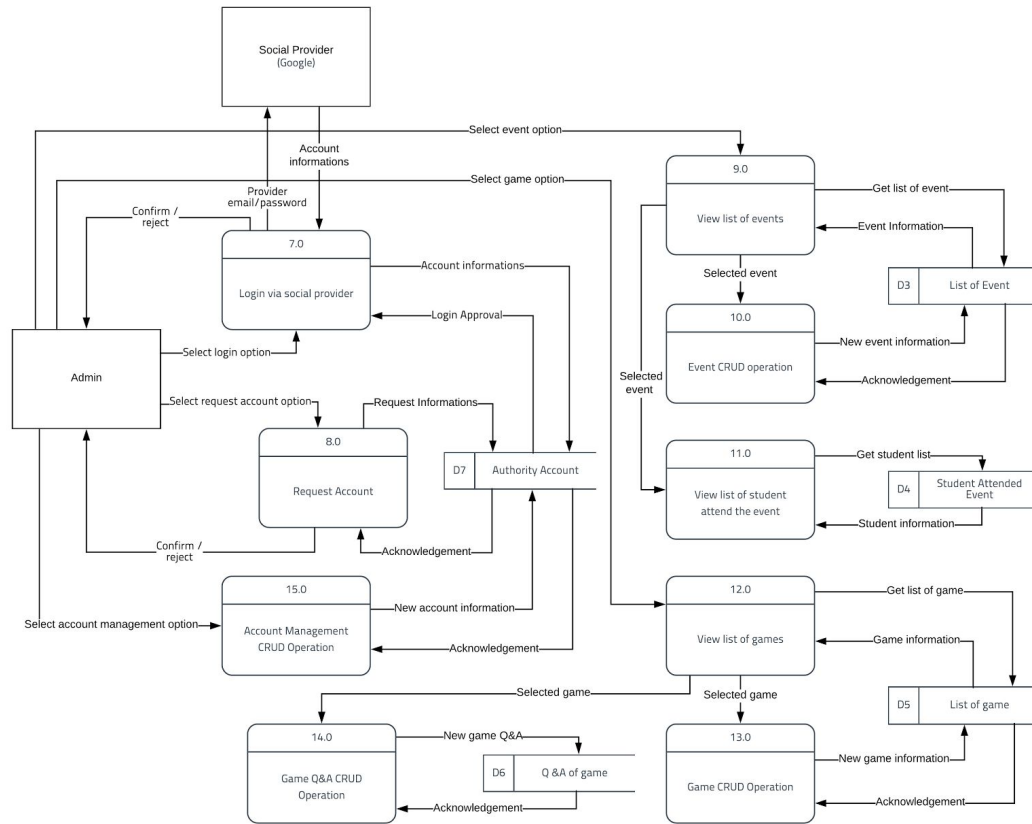 Social Provider
(Google)
Select event option
Account
informations
9.0
Select game option
Provider
email/password
Get list of event
Confirm /
reject
View list of events
Event Information
7.0
Account informations
Selected event
Login via social provider
D3
List of Event
10.0
Login Approval
New event information
Select login option
Admin
Event CRUD operation
Selected
event
Acknowledgement
Select request account option
Request Informations
8.0
11.0
Get student list
D7
Authority Account
Request Account
View list of student
attend the event
D4
Student Attended
Event
Student information
Confirm /
reject
Acknowledgement
15.0
12.0
Get list of game
New account information
Select account management option
Account Management
CRUD Operation
View list of games
Game information
Acknowledgement
Selected game
Selected game
D5
List of game
14.0
New game Q&A
13.0
New game information
Game Q&A CRUD
Operation
D6
Q &A of game
Game CRUD Operation
Acknowledgement
Acknowledgement